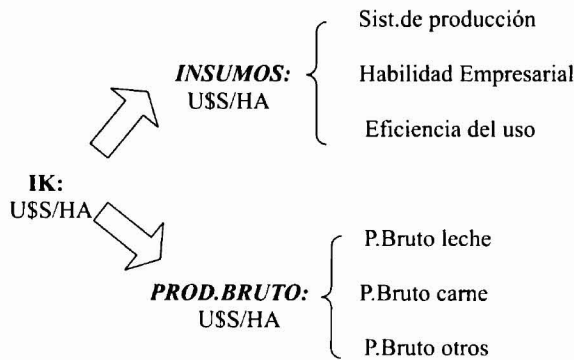 Sist.de producción
INSUMOS:
U$S/HA
Habilidad Empresarial
Eficiencia del uso
IK:
U$S/HA
PROD.BRUTO:
U$S/HA
P.Bruto leche
P.Bruto carne
P.Bruto otros